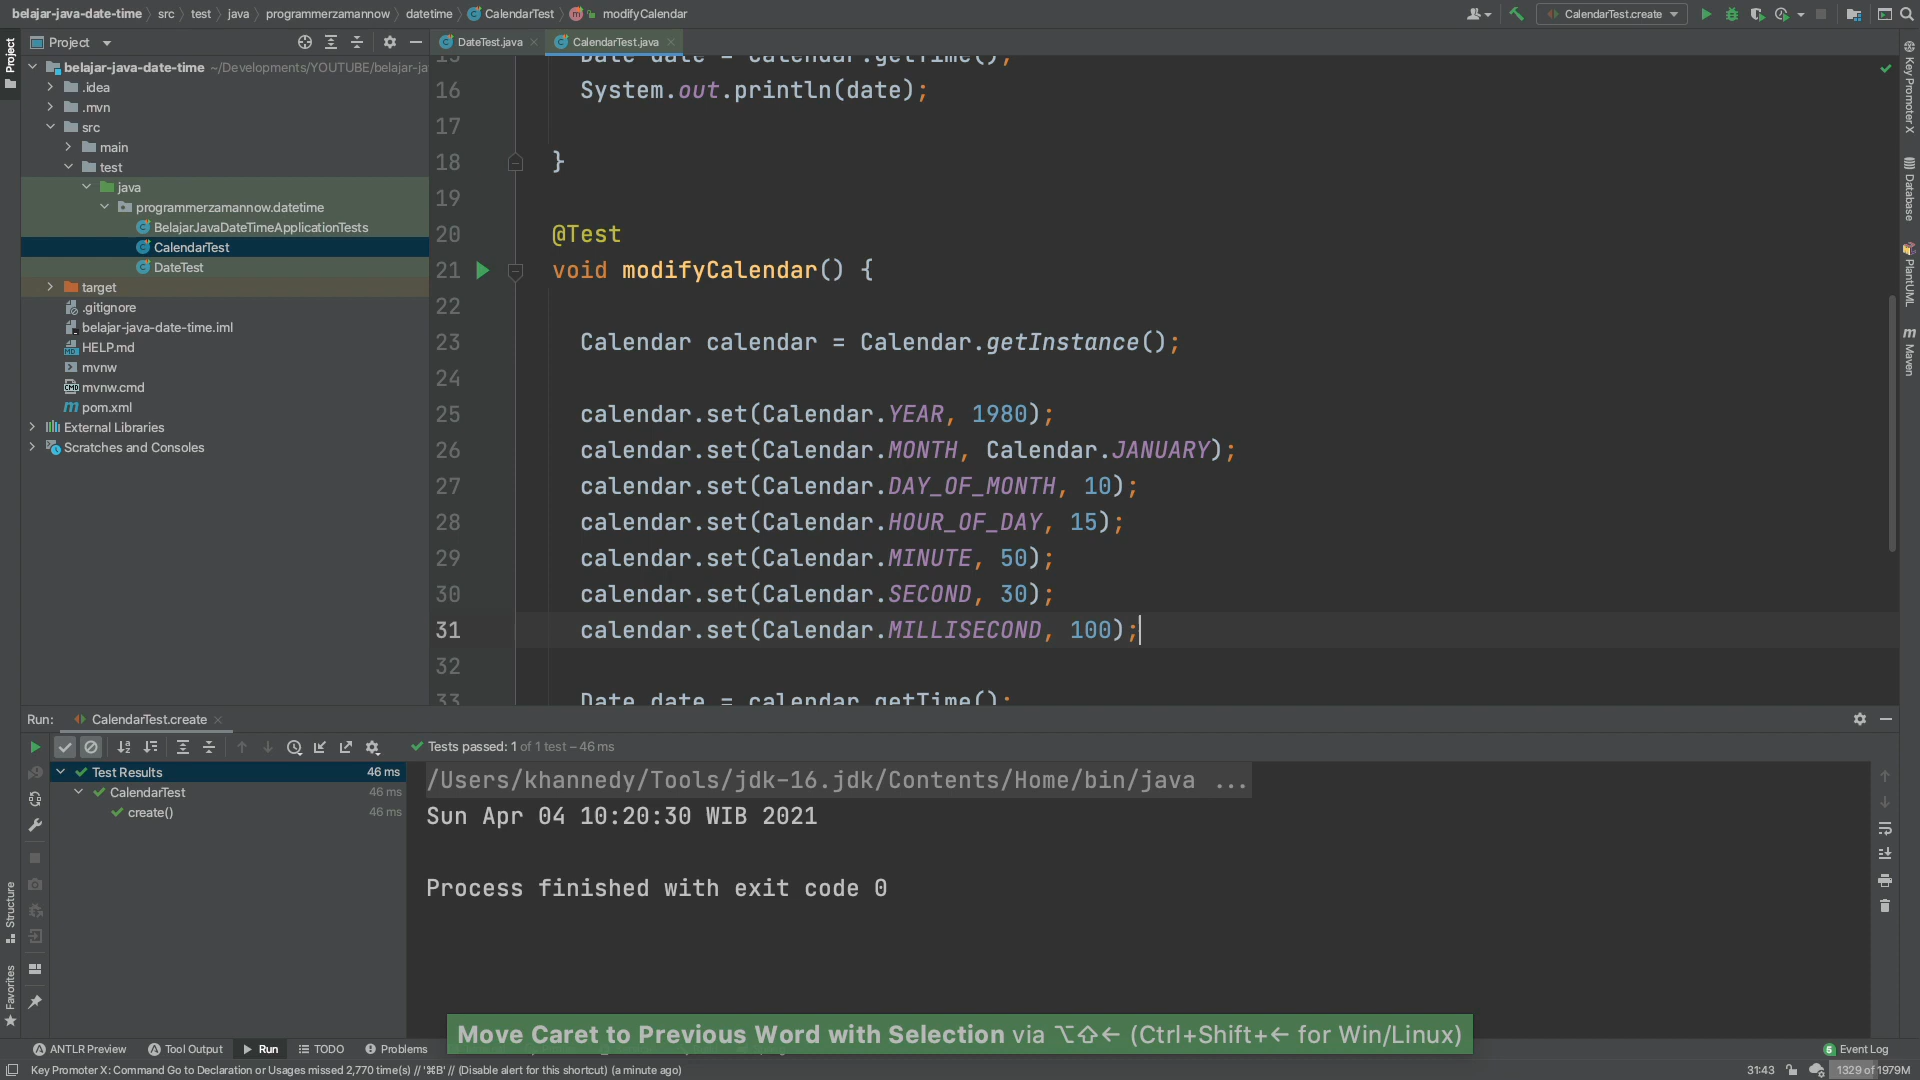 belajar-java-date-time src test java programmerzamannow datetime CalendarTest modifyCalendar
CalendarTest.create
Project
DateTest.java
CalendarTest.java
belajar-java-date-time ~/Developments/YOUTUBE/belajar-ja
.idea
.mvn
src
main
test
java
programmerzamannow.datetime
BelajarJavaDateTimeApplicationTests
CalendarTest
DateTest
target
.gitignore
belajar-java-date-time.iml
HELP.md
mvnw
mvnw.cmd
pom.xml
External Libraries
Scratches and Consoles
Project
Structure
Favorites
15 Date date = calendar.getTime();
16 System.out.println(date);
17
18 }
19
20 @Test
21 void modifyCalendar() {
22
23 Calendar calendar = Calendar.getInstance();
24
25 calendar.set(Calendar.YEAR, 1980);
26 calendar.set(Calendar.MONTH, Calendar.JANUARY);
27 calendar.set(Calendar.DAY_OF_MONTH, 10);
28 calendar.set(Calendar.HOUR_OF_DAY, 15);
29 calendar.set(Calendar.MINUTE, 50);
30 calendar.set(Calendar.SECOND, 30);
31 calendar.set(Calendar.MILLISECOND, 100);
32
33 Date date = calendar.getTime();
Key Promoter X
Database
PlantUML
Maven
Run: CalendarTest.create
Tests passed: 1 of 1 test – 46 ms
Test Results 46 ms
CalendarTest 46 ms
create() 46 ms
/Users/khannedy/Tools/jdk-16.jdk/Contents/Home/bin/java ...
Sun Apr 04 10:20:30 WIB 2021
Process finished with exit code 0
Move Caret to Previous Word with Selection via ⌥⇧← (Ctrl+Shift+← for Win/Linux)
ANTLR Preview Tool Output Run TODO Problems
5 Event Log
Key Promoter X: Command Go to Declaration or Usages missed 2,770 time(s) // '⌘B' // (Disable alert for this shortcut) (a minute ago)
31:43
1329 of 1979M